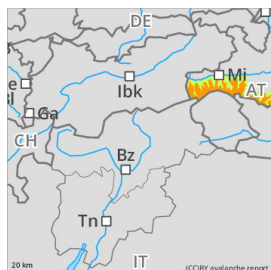 DE
Mi
Ibk
AT
Ga
CH
Bz
Tn
IT
20 km
(CC)BY avalanche.report